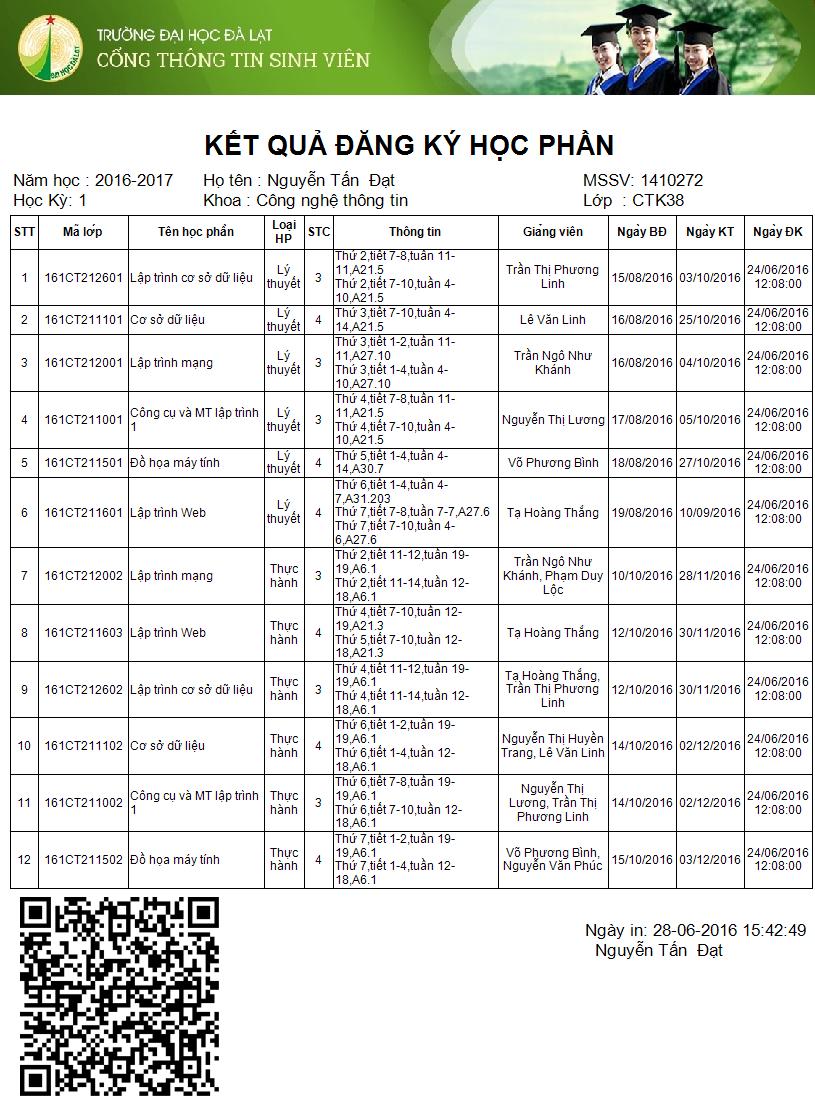 TRƯỜNG ĐẠI HỌC ĐÀ LẠT
CỔNG THÔNG TIN SINH VIÊN
ĐẠI HỌC ĐÀ LẠT
KẾT QUẢ ĐĂNG KÝ HỌC PHẦN
Năm học : 2016-2017 Họ tên : Nguyễn Tấn Đạt MSSV: 1410272
Học Kỳ: 1 Khoa : Công nghệ thông tin Lớp : CTK38
STT Mã lớp Tên học phần Loại HP STC Thông tin Giảng viên Ngày BĐ Ngày KT Ngày ĐK
1 161CT212601 Lập trình cơ sở dữ liệu Lý thuyết 3 Thứ 2,tiết 7-8,tuần 11-11,A21.5 Thứ 2,tiết 7-10,tuần 4-10,A21.5 Trần Thị Phương Linh 15/08/2016 03/10/2016 24/06/2016 12:08:00
2 161CT211101 Cơ sở dữ liệu Lý thuyết 4 Thứ 3,tiết 7-10,tuần 4-14,A21.5 Lê Văn Linh 16/08/2016 25/10/2016 24/06/2016 12:08:00
3 161CT212001 Lập trình mạng Lý thuyết 3 Thứ 3,tiết 1-2,tuần 11-11,A27.10 Thứ 3,tiết 1-4,tuần 4-10,A27.10 Trần Ngô Như Khánh 16/08/2016 04/10/2016 24/06/2016 12:08:00
4 161CT211001 Công cụ và MT lập trình 1 Lý thuyết 3 Thứ 4,tiết 7-8,tuần 11-11,A21.5 Thứ 4,tiết 7-10,tuần 4-10,A21.5 Nguyễn Thị Lương 17/08/2016 05/10/2016 24/06/2016 12:08:00
5 161CT211501 Đồ họa máy tính Lý thuyết 4 Thứ 5,tiết 1-4,tuần 4-14,A30.7 Võ Phương Bình 18/08/2016 27/10/2016 24/06/2016 12:08:00
6 161CT211601 Lập trình Web Lý thuyết 4 Thứ 6,tiết 1-4,tuần 4-7,A31.203 Thứ 7,tiết 7-8,tuần 7-7,A27.6 Thứ 7,tiết 7-10,tuần 4-6,A27.6 Tạ Hoàng Thắng 19/08/2016 10/09/2016 24/06/2016 12:08:00
7 161CT212002 Lập trình mạng Thực hành 3 Thứ 2,tiết 11-12,tuần 19-19,A6.1 Thứ 2,tiết 11-14,tuần 12-18,A6.1 Trần Ngô Như Khánh, Phạm Duy Lộc 10/10/2016 28/11/2016 24/06/2016 12:08:00
8 161CT211603 Lập trình Web Thực hành 4 Thứ 4,tiết 7-10,tuần 12-19,A21.3 Thứ 5,tiết 7-10,tuần 12-18,A21.3 Tạ Hoàng Thắng 12/10/2016 30/11/2016 24/06/2016 12:08:00
9 161CT212602 Lập trình cơ sở dữ liệu Thực hành 3 Thứ 4,tiết 11-12,tuần 19-19,A6.1 Thứ 4,tiết 11-14,tuần 12-18,A6.1 Tạ Hoàng Thắng, Trần Thị Phương Linh 12/10/2016 30/11/2016 24/06/2016 12:08:00
10 161CT211102 Cơ sở dữ liệu Thực hành 4 Thứ 6,tiết 1-2,tuần 19-19,A6.1 Thứ 6,tiết 1-4,tuần 12-18,A6.1 Nguyễn Thị Huyền Trang, Lê Văn Linh 14/10/2016 02/12/2016 24/06/2016 12:08:00
11 161CT211002 Công cụ và MT lập trình 1 Thực hành 3 Thứ 6,tiết 7-8,tuần 19-19,A6.1 Thứ 6,tiết 7-10,tuần 12-18,A6.1 Nguyễn Thị Lương, Trần Thị Phương Linh 14/10/2016 02/12/2016 24/06/2016 12:08:00
12 161CT211502 Đồ họa máy tính Thực hành 4 Thứ 7,tiết 1-2,tuần 19-19,A6.1 Thứ 7,tiết 1-4,tuần 12-18,A6.1 Võ Phương Bình, Nguyễn Văn Phúc 15/10/2016 03/12/2016 24/06/2016 12:08:00
Ngày in: 28-06-2016 15:42:49
Nguyễn Tấn Đạt